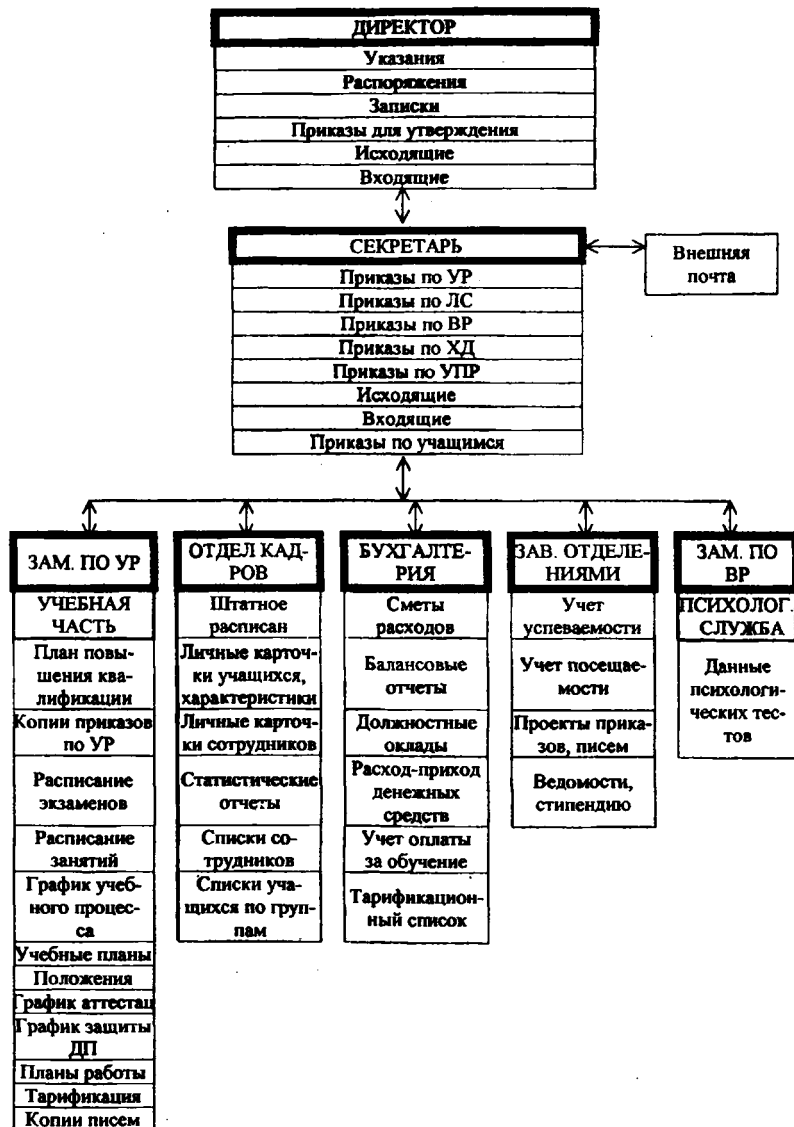 ДИРЕКТОР
Указания
Распоряжения
Записки
Приказы для утверждения
Исходящие
Входящие
СЕКРЕТАРЬ
Приказы по УР
Приказы по ЛС
Приказы по ВР
Приказы по ХД
Приказы по УПР
Исходящие
Входящие
Приказы по учащимся
Внешняя
почта
ЗАМ. ПО УР
УЧЕБНАЯ
ЧАСТЬ
План повы-
шения ква-
лификации
Копии приказов
по УР
Расписание
экзаменов
Расписание
занятий
График учеб-
ного процес-
са
Учебные планы
Положения
График аттестац
График защиты
ДП
Планы работы
Тарификация
Копии писем
ОТДЕЛ КАД-
РОВ
Штатное
расписан
Личные карточ-
ки учащихся,
характеристики
Личные карточ-
ки сотрудников
Статистические
отчеты
Списки со-
трудников
Списки уча-
щихся по груп-
пам
БУХГАЛТЕ-
РИЯ
Сметы
расходов
Балансовые
отчеты
Должностные
оклады
Расход-приход
денежных
средств
Учет оплаты
за обучение
Тарификацион-
ный список
ЗАВ. ОТДЕЛЕ-
НИЯМИ
Учет
успеваемости
Учет посещае-
мости
Проекты прика-
зов, писем
Ведомости,
стипендию
ЗАМ. ПО
ВР
ПСИХОЛОГ.
СЛУЖБА
Данные
психологи-
ческих тес-
тов